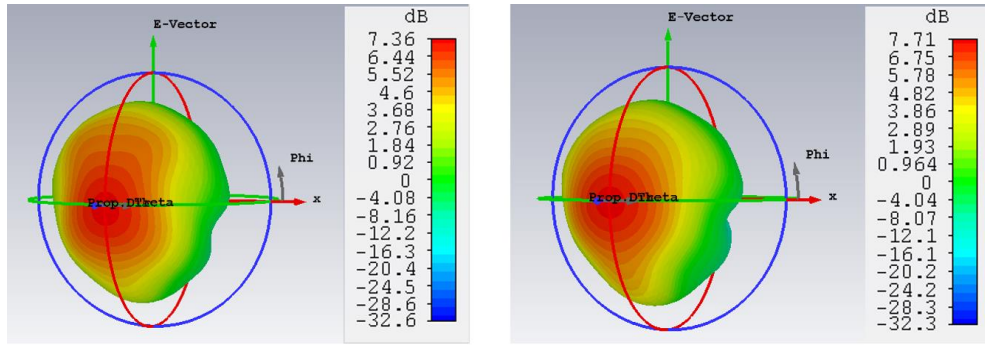 E-Vector
Phi
x
Prop.D
Theta
dB
7.36
6.44
5.52
4.6
3.68
2.76
1.84
0.92
0
-4.08
-8.16
-12.2
-16.3
-20.4
-24.5
-28.6
-32.6
E-Vector
Phi
x
Prop.D
Theta
dB
7.71
6.75
5.78
4.82
3.86
2.89
1.93
0.964
0
-4.04
-8.07
-12.1
-16.1
-20.2
-24.2
-28.3
-32.3